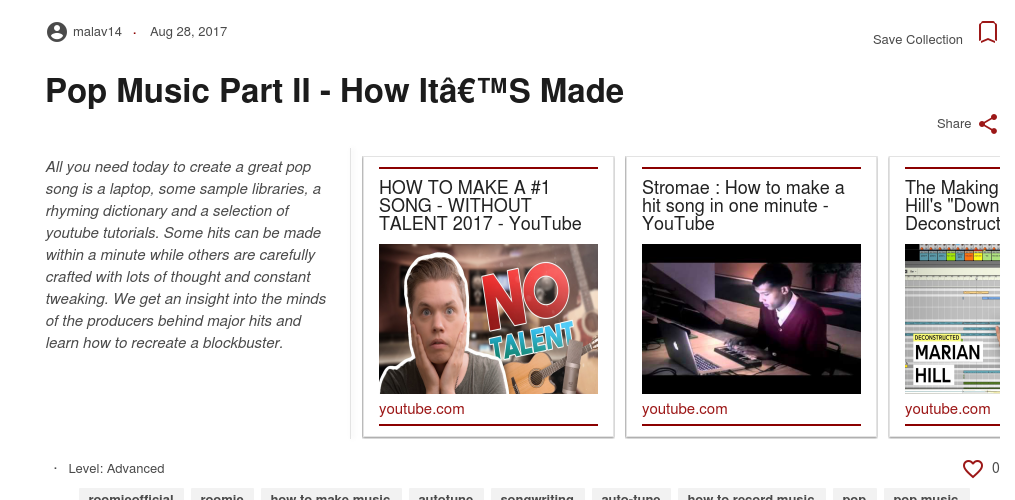 malav14 · Aug 28, 2017
Save Collection
Pop Music Part II - How Itâ€™S Made
Share
All you need today to create a great pop
song is a laptop, some sample libraries, a
rhyming dictionary and a selection of
youtube tutorials. Some hits can be made
within a minute while others are carefully
crafted with lots of thought and constant
tweaking. We get an insight into the minds
of the producers behind major hits and
learn how to recreate a blockbuster.
HOW TO MAKE A #1
SONG - WITHOUT
TALENT 2017 - YouTube
NO
TALENT
youtube.com
Stromae : How to make a
hit song in one minute -
YouTube
youtube.com
The Making
Hill's "Down
Deconstruct
DECONSTRUCTED
MARIAN
HILL
youtube.com
· Level: Advanced
0
roomieofficial roomie how to make music autotune songwriting auto-tune how to record music pop pop music